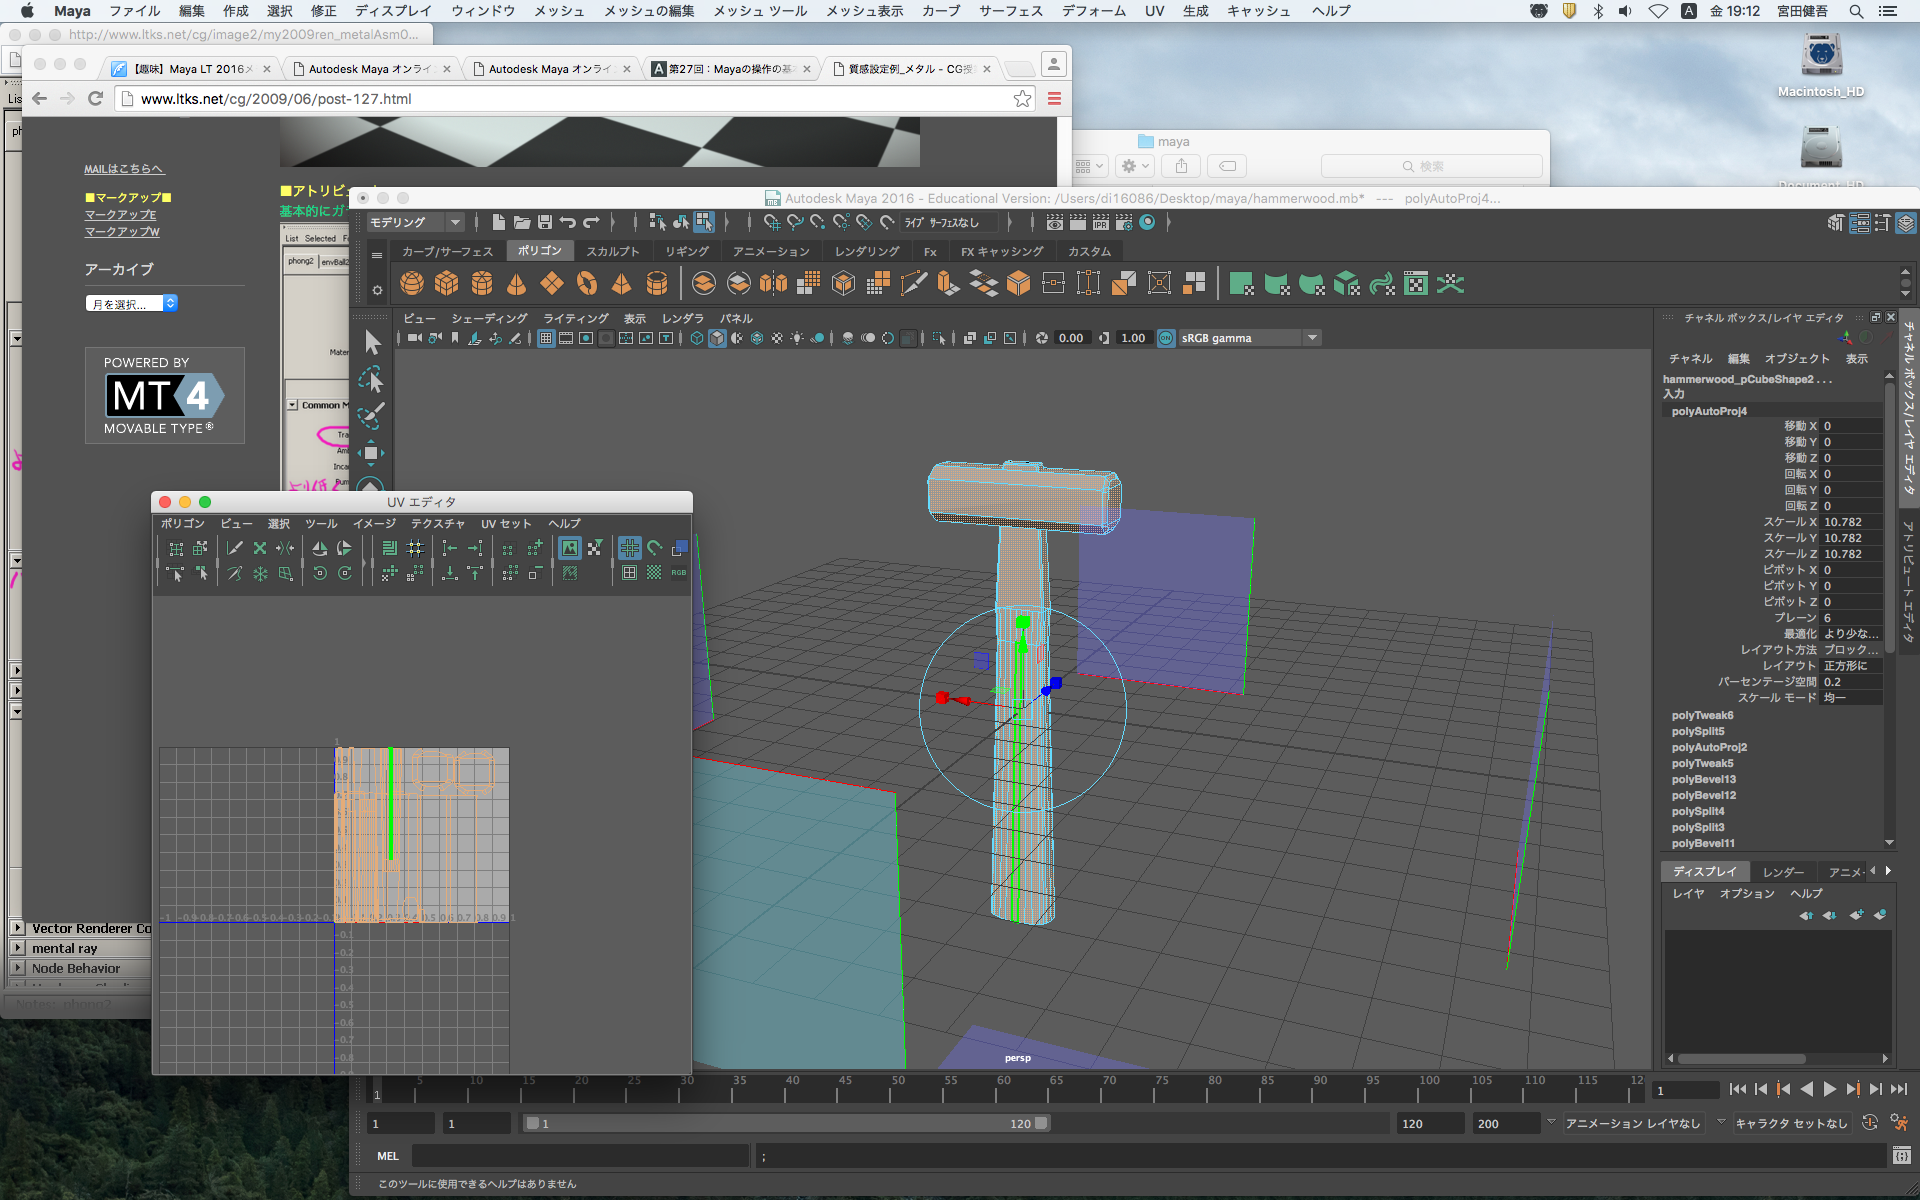 Maya ファイル 編集 作成 選択 修正 ディスプレイ ウィンドウ メッシュ メッシュの編集 メッシュ ツール メッシュ表示 カーブ サーフェス デフォーム UV 生成 キャッシュ ヘルプ
A 金 19:12 宮田健吾
http://www.ltks.net/cg/image2/my2009ren_metalAsm0...
【趣味】Maya LT 2016メ
Autodesk Maya オンライン
Autodesk Maya オンライン
第27回：Mayaの操作の基本
質感設定例_メタル - CG授業
www.ltks.net/cg/2009/06/post-127.html
Macintosh_HD
Document_HD
maya
検索
MAILはこちらへ
■マークアップ■
マークアップE
マークアップW
アーカイブ
月を選択...
POWERED BY
MT4
MOVABLE TYPE®
■アトリビュート
List Selected
phong2 envBall2
Common M
Vector Renderer Co
mental ray
Node Behavior
Notes: phong2
Autodesk Maya 2016 - Educational Version: /Users/di16086/Desktop/maya/hammerwood.mb* --- polyAutoProj4...
モデリング
ライブ サーフェスなし
カーブ/サーフェス ポリゴン スカルプト リギング アニメーション レンダリング Fx FX キャッシング カスタム
ビュー シェーディング ライティング 表示 レンダラ パネル
0.00 1.00 ON sRGB gamma
UV エディタ
ポリゴン ビュー 選択 ツール イメージ テクスチャ UV セット ヘルプ
RGB
persp
チャネル ボックス/レイヤ エディタ
チャネル 編集 オブジェクト 表示
hammerwood_pCubeShape2 . . .
入力
polyAutoProj4
移動 X 0
移動 Y 0
移動 Z 0
回転 X 0
回転 Y 0
回転 Z 0
スケール X 10.782
スケール Y 10.782
スケール Z 10.782
ピボット X 0
ピボット Y 0
ピボット Z 0
プレーン 6
最適化 より少な...
レイアウト方法 ブロック...
レイアウト 正方形に
パーセンテージ空間 0.2
スケール モード 均一
polyTweak6
polySplit5
polyAutoProj2
polyTweak5
polyBevel13
polyBevel12
polySplit4
polySplit3
polyBevel11
チャネル ボックス/レイヤ エディタ
アトリビュート エディタ
ディスプレイ レンダー アニメ
レイヤ オプション ヘルプ
1 5 10 15 20 25 30 35 40 45 50 55 60 65 70 75 80 85 90 95 100 105 110 115 12
1
1 1 1 120 120 200 アニメーション レイヤなし キャラクタ セットなし
MEL ;
このツールに使用できるヘルプはありません